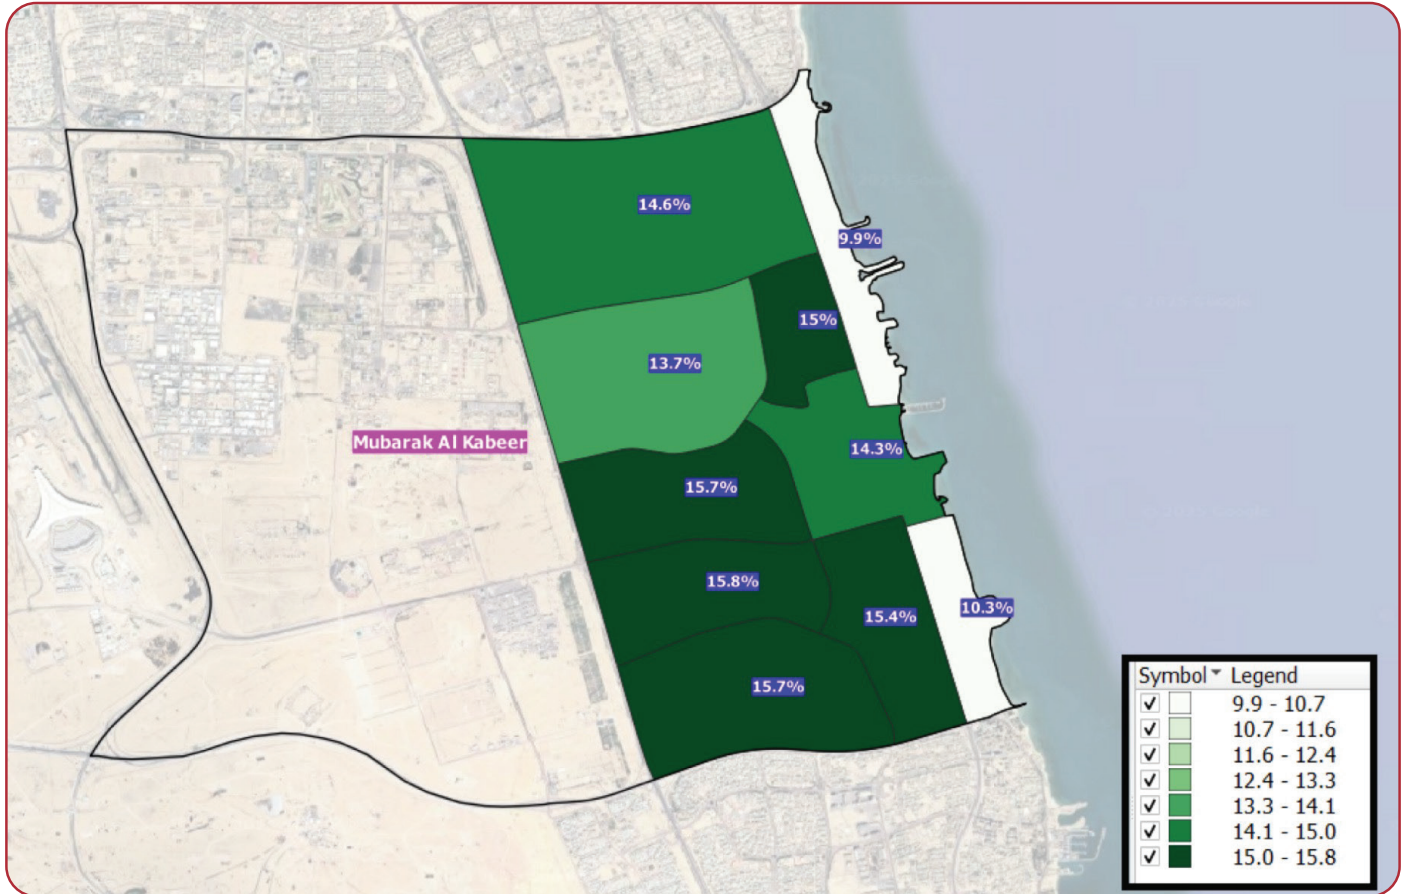 14.6%
9.9%
15%
13.7%
Mubarak Al Kabeer
14.3%
15.7%
15.8%
15.4%
10.3%
15.7%
Symbol Legend
9.9 - 10.7
10.7 - 11.6
11.6 - 12.4
12.4 - 13.3
13.3 - 14.1
14.1 - 15.0
15.0 - 15.8